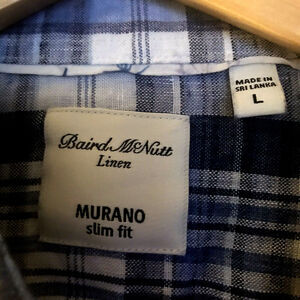 MADE IN
SRI LANKA
L
Baird McNutt
Linen
MURANO
slim fit